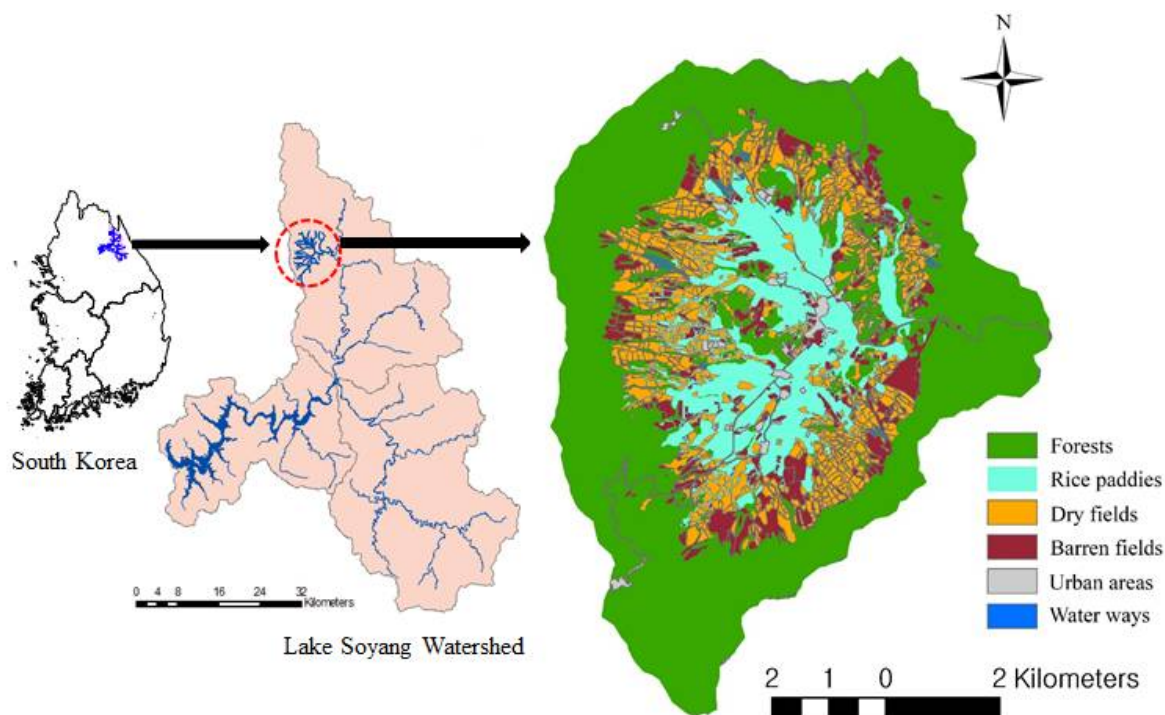 N
South Korea
0 4 8 16 24 32
Kilometers
Lake Soyang Watershed
Forests
Rice paddies
Dry fields
Barren fields
Urban areas
Water ways
2 1 0 2 Kilometers